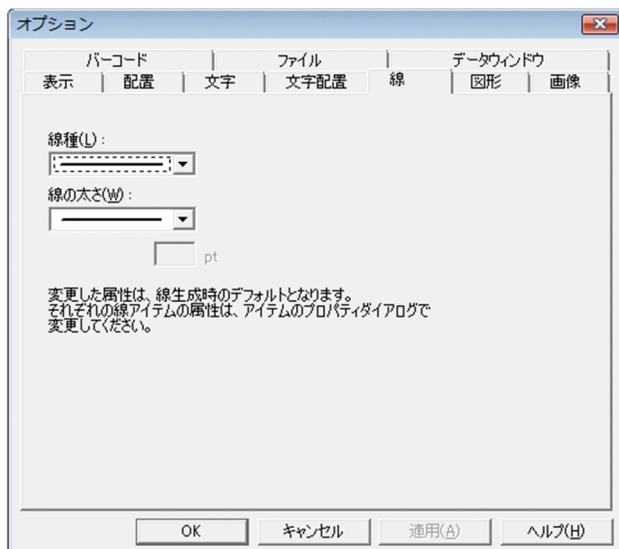 オプション
バーコード
ファイル
データウィンドウ
表示
配置
文字
文字配置
線
図形
画像
線種(L) :
線の太さ(W) :
pt
変更した属性は、線生成時のデフォルトとなります。
それぞれの線アイテムの属性は、アイテムのプロパティダイアログで
変更してください。
OK
キャンセル
適用(A)
ヘルプ(H)